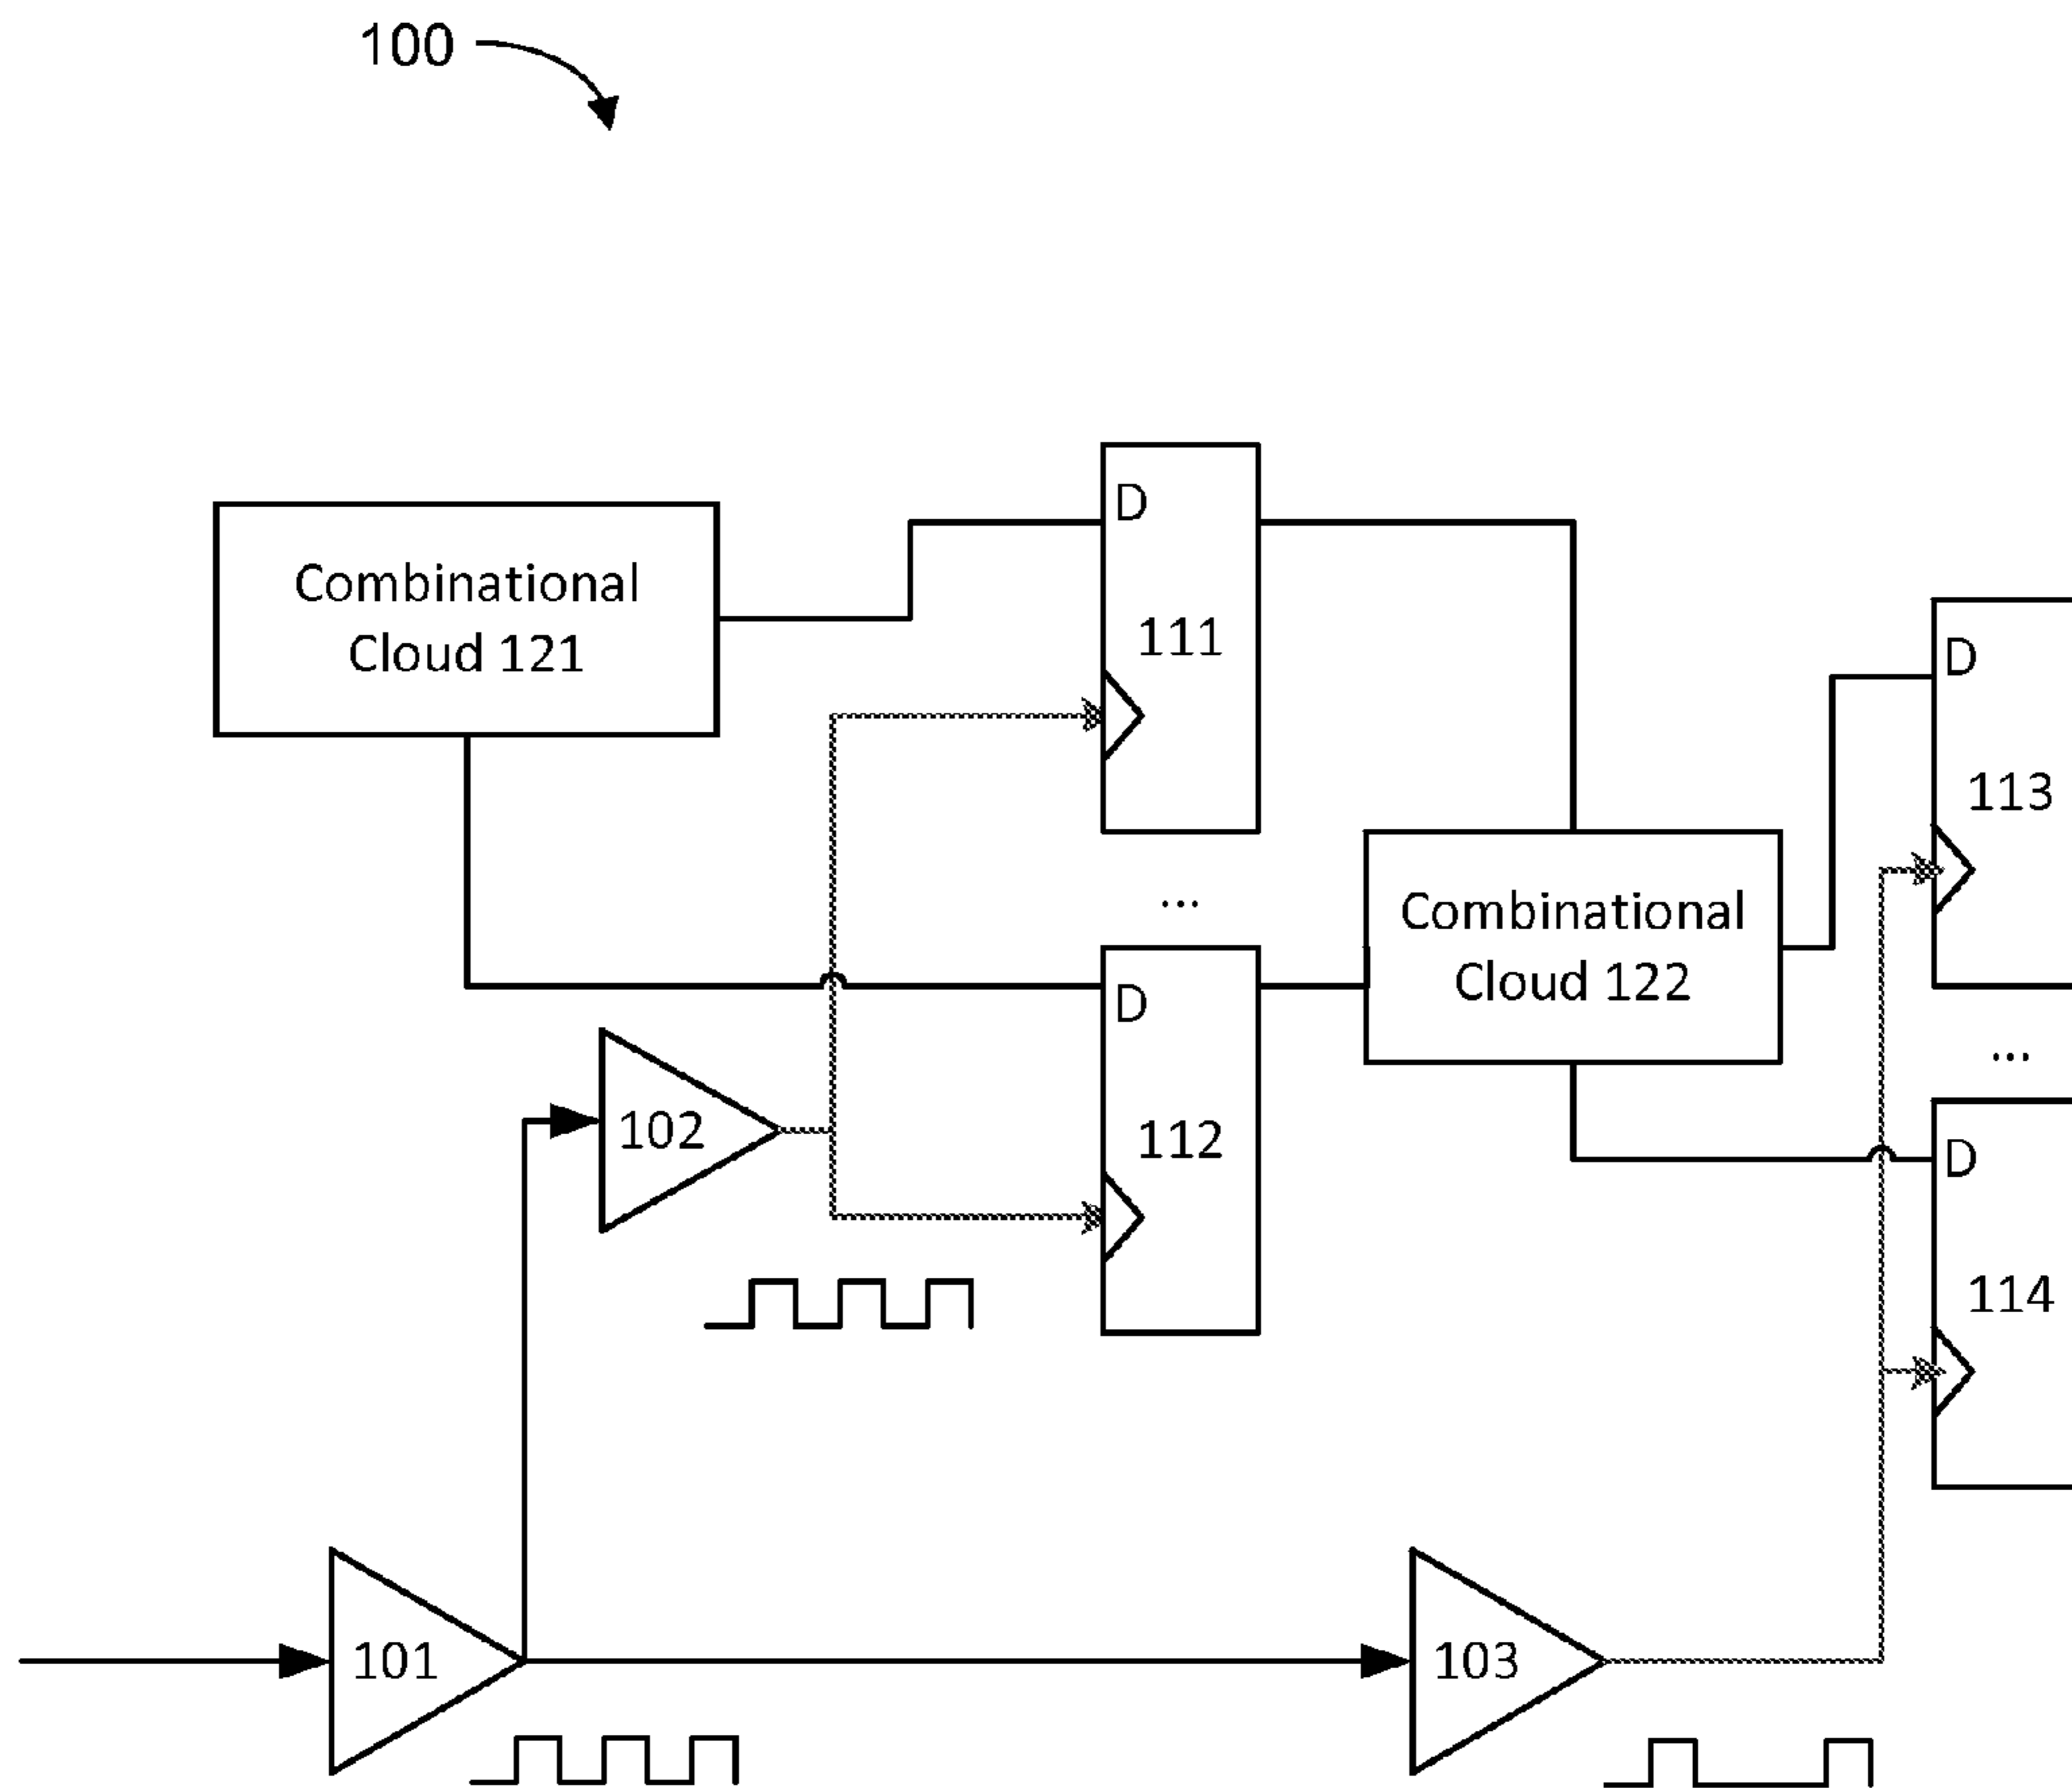 100
D
Combinational
Cloud 121
111
D
113
...
Combinational
Cloud 122
D
...
102
112
D
114
101
103